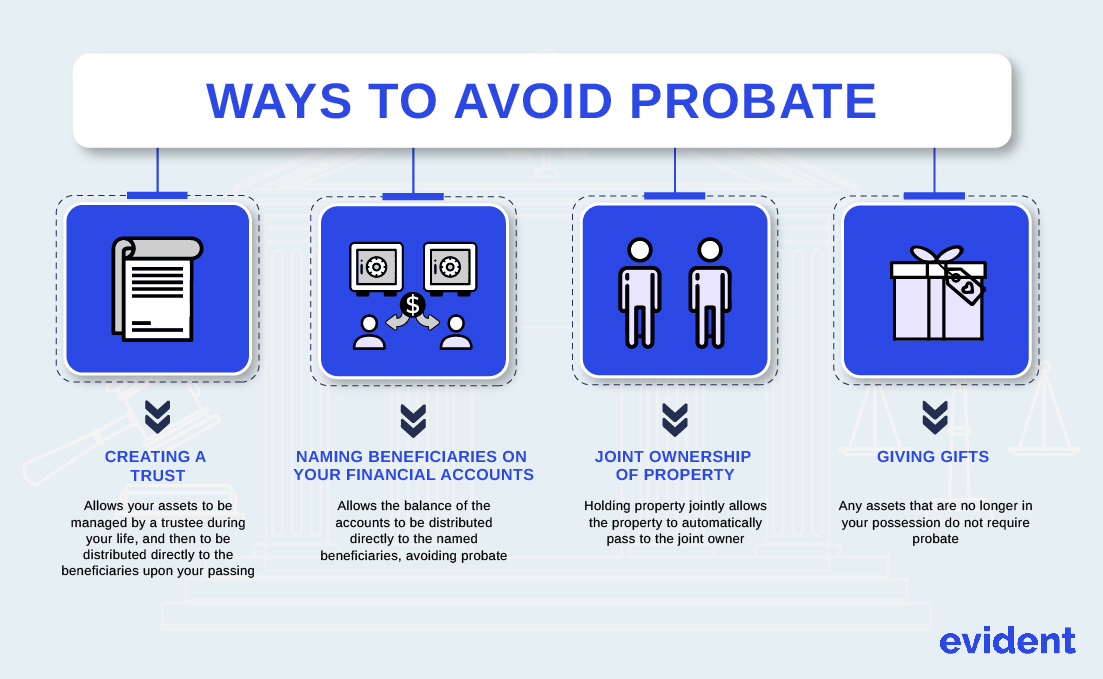 WAYS TO AVOID PROBATE
$
CREATING A
TRUST
Allows your assets to be
managed by a trustee during
your life, and then to be
distributed directly to the
beneficiaries upon your passing
NAMING BENEFICIARIES ON
YOUR FINANCIAL ACCOUNTS
Allows the balance of the
accounts to be distributed
directly to the named
beneficiaries, avoiding probate
JOINT OWNERSHIP
OF PROPERTY
Holding property jointly allows
the property to automatically
pass to the joint owner
GIVING GIFTS
Any assets that are no longer in
your possession do not require
probate
evident